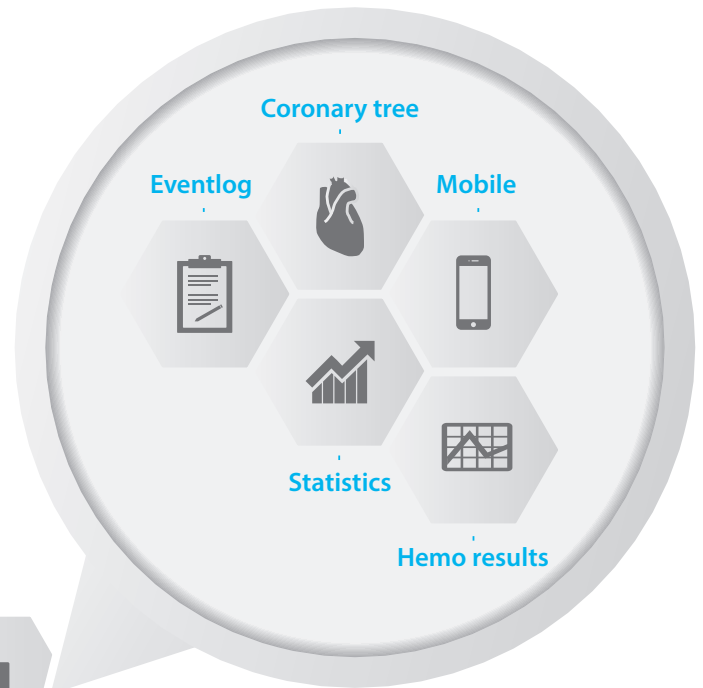 Coronary tree
Eventlog
Mobile
Statistics
Hemo results